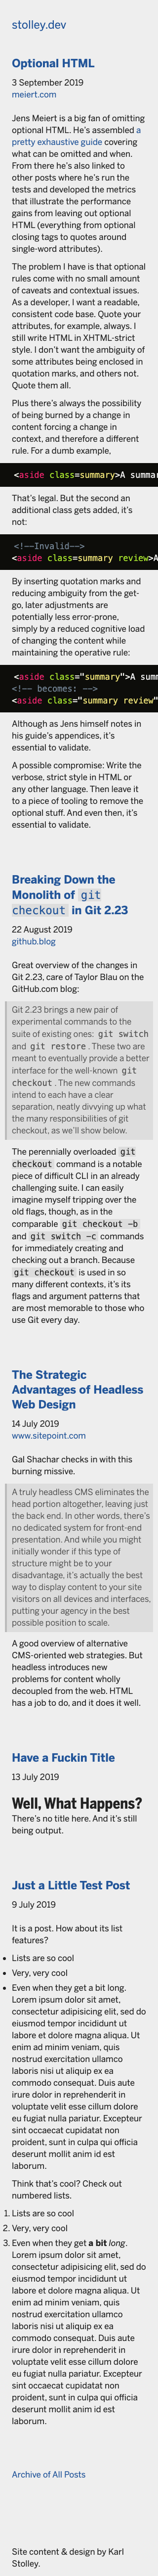 stolley.dev
Optional HTML
3 September 2019
meiert.com
Jens Meiert is a big fan of omitting
optional HTML. He's assembled a
pretty exhaustive guide covering
what can be omitted and when.
From there he's also linked to
other posts where he's run the
tests and developed the metrics
that illustrate the performance
gains from leaving out optional
HTML (everything from optional
closing tags to quotes around
single-word attributes).
The problem I have is that optional
rules come with no small amount
of caveats and contextual issues.
As a developer, I want a readable,
consistent code base. Quote your
attributes, for example, always. I
still write HTML in XHTML-strict
style. I don't want the ambiguity of
some attributes being enclosed in
quotation marks, and others not.
Quote them all.
Plus there's always the possibility
of being burned by a change in
content forcing a change in
context, and therefore a different
rule. For a dumb example,
<aside class=summary>A summar
That's legal. But the second an
additional class gets added, it's
not:
<!--Invalid-->
<aside class=summary review>A
By inserting quotation marks and
reducing ambiguity from the get-
go, later adjustments are
potentially less error-prone,
simply by a reduced cognitive load
of changing the content while
maintaining the operative rule:
<aside class="summary">A summ
<!-- becomes: -->
<aside class="summary review"
Although as Jens himself notes in
his guide's appendices, it's
essential to validate.
A possible compromise: Write the
verbose, strict style in HTML or
any other language. Then leave it
to a piece of tooling to remove the
optional stuff. And even then, it's
essential to validate.
Breaking Down the
Monolith of git
checkout in Git 2.23
22 August 2019
github.blog
Great overview of the changes in
Git 2.23, care of Taylor Blau on the
GitHub.com blog:
Git 2.23 brings a new pair of
experimental commands to the
suite of existing ones: git switch
and git restore. These two are
meant to eventually provide a better
interface for the well-known git
checkout. The new commands
intend to each have a clear
separation, neatly divvying up what
the many responsibilities of git
checkout, as we'll show below.
The perennially overloaded git
checkout command is a notable
piece of difficult CLI in an already
challenging suite. I can easily
imagine myself tripping over the
old flags, though, as in the
comparable git checkout -b
and git switch -c commands
for immediately creating and
checking out a branch. Because
git checkout is used in so
many different contexts, it's its
flags and argument patterns that
are most memorable to those who
use Git every day.
The Strategic
Advantages of Headless
Web Design
14 July 2019
www.sitepoint.com
Gal Shachar checks in with this
burning missive.
A truly headless CMS eliminates the
head portion altogether, leaving just
the back end. In other words, there's
no dedicated system for front-end
presentation. And while you might
initially wonder if this type of
structure might be to your
disadvantage, it's actually the best
way to display content to your site
visitors on all devices and interfaces,
putting your agency in the best
possible position to scale.
A good overview of alternative
CMS-oriented web strategies. But
headless introduces new
problems for content wholly
decoupled from the web. HTML
has a job to do, and it does it well.
Have a Fuckin Title
13 July 2019
Well, What Happens?
There's no title here. And it's still
being output.
Just a Little Test Post
9 July 2019
It is a post. How about its list
features?
• Lists are so cool
• Very, very cool
• Even when they get a bit long.
Lorem ipsum dolor sit amet,
consectetur adipisicing elit, sed do
eiusmod tempor incididunt ut
labore et dolore magna aliqua. Ut
enim ad minim veniam, quis
nostrud exercitation ullamco
laboris nisi ut aliquip ex ea
commodo consequat. Duis aute
irure dolor in reprehenderit in
voluptate velit esse cillum dolore
eu fugiat nulla pariatur. Excepteur
sint occaecat cupidatat non
proident, sunt in culpa qui officia
deserunt mollit anim id est
laborum.
Think that's cool? Check out
numbered lists.
1. Lists are so cool
2. Very, very cool
3. Even when they get a bit long.
Lorem ipsum dolor sit amet,
consectetur adipisicing elit, sed do
eiusmod tempor incididunt ut
labore et dolore magna aliqua. Ut
enim ad minim veniam, quis
nostrud exercitation ullamco
laboris nisi ut aliquip ex ea
commodo consequat. Duis aute
irure dolor in reprehenderit in
voluptate velit esse cillum dolore
eu fugiat nulla pariatur. Excepteur
sint occaecat cupidatat non
proident, sunt in culpa qui officia
deserunt mollit anim id est
laborum.
Archive of All Posts
Site content & design by Karl
Stolley.